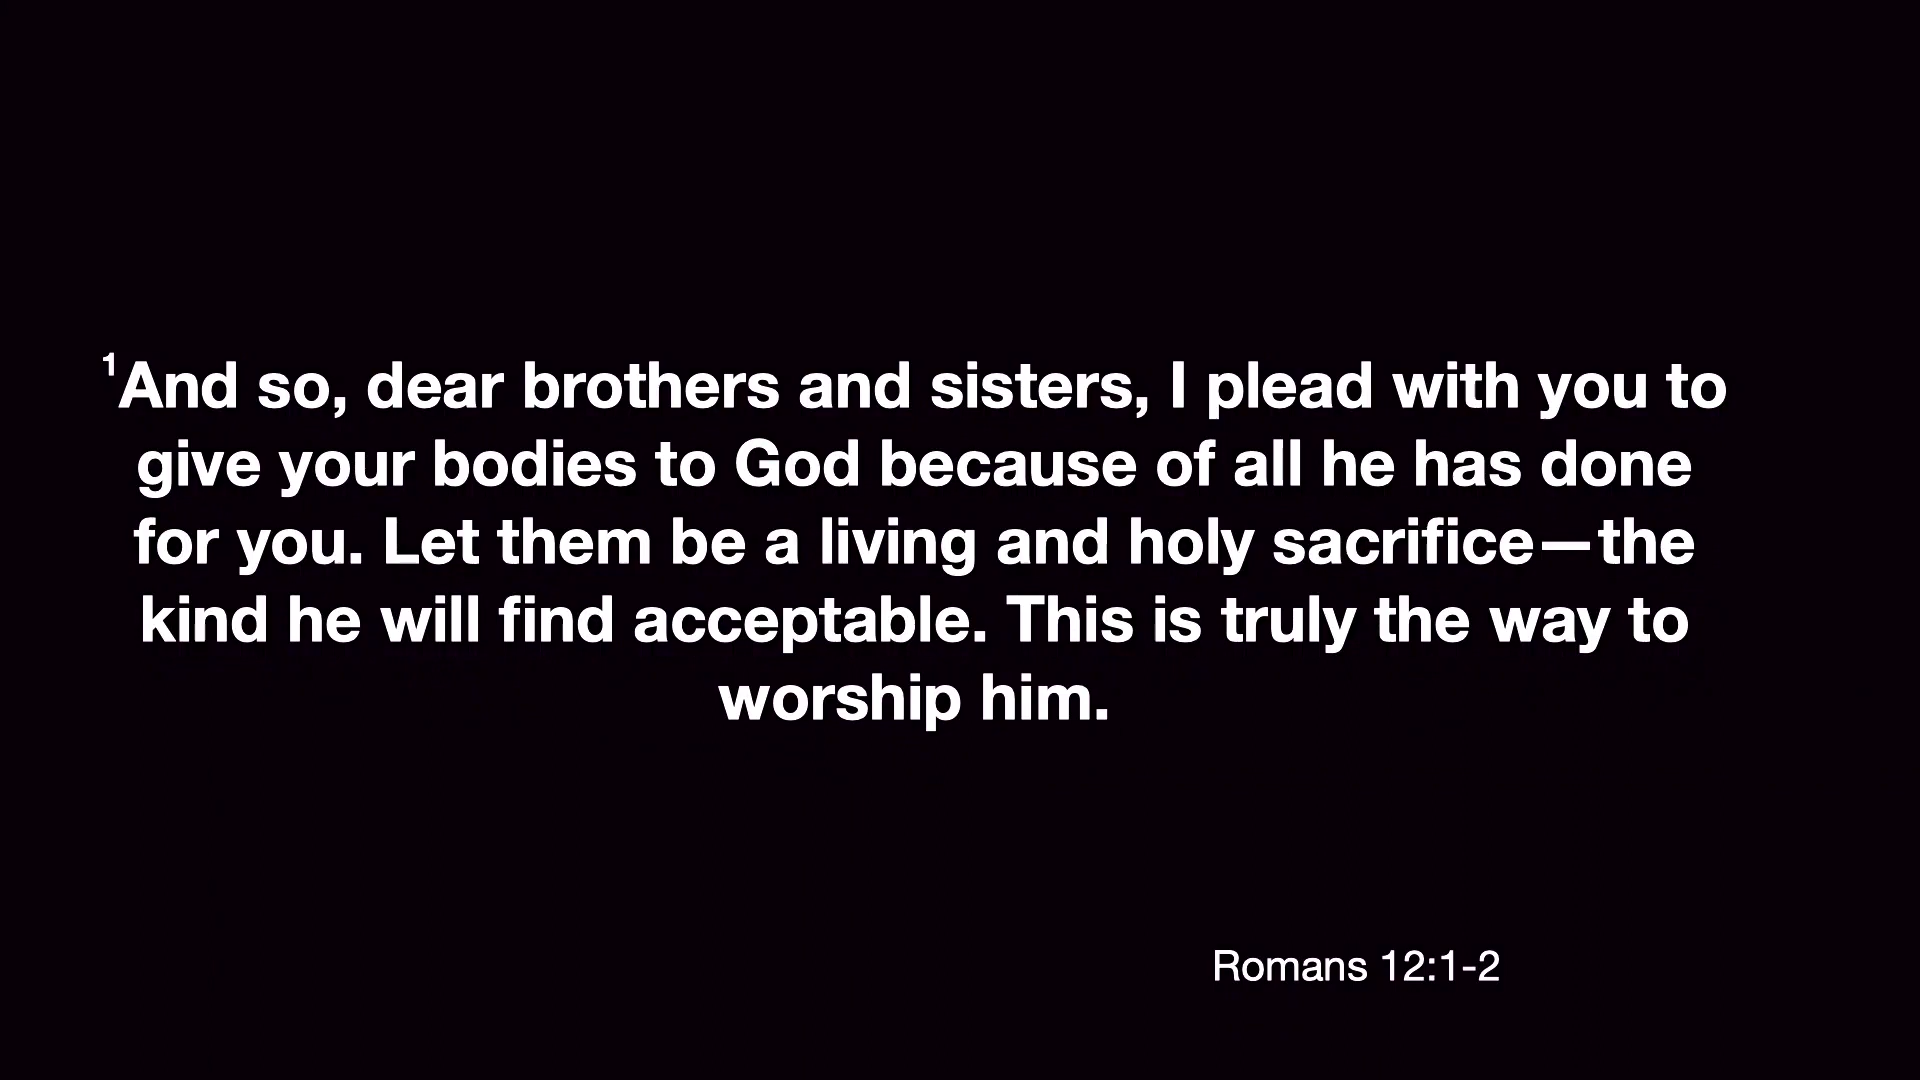 ¹And so, dear brothers and sisters, I plead with you to
give your bodies to God because of all he has done
for you. Let them be a living and holy sacrifice—the
kind he will find acceptable. This is truly the way to
worship him.
Romans 12:1-2